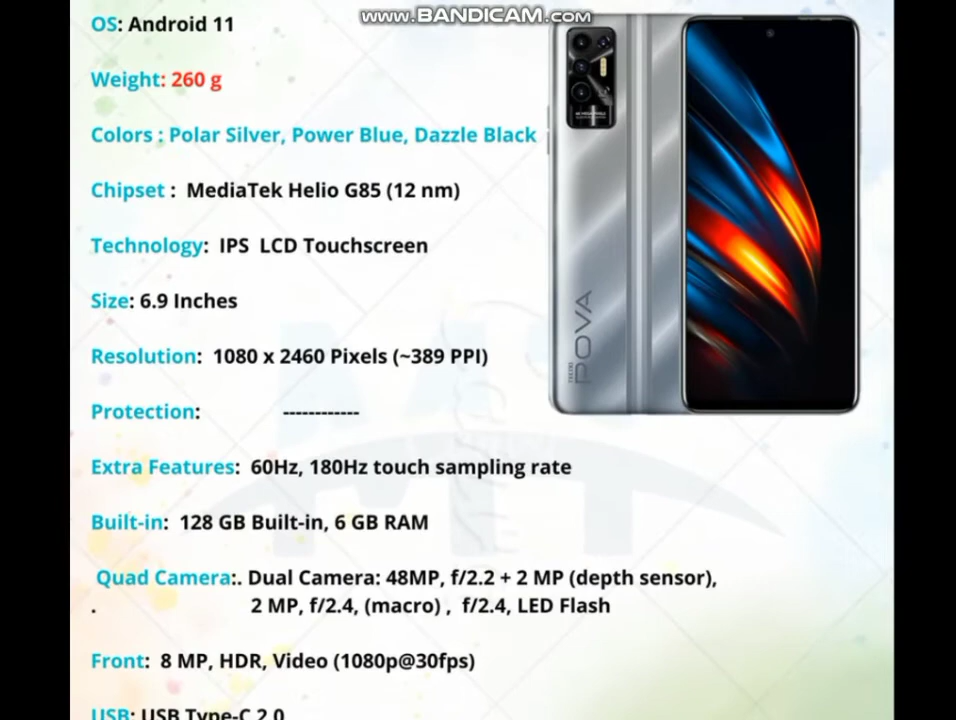 www.BANDICAM.com
OS: Android 11
Weight: 260 g
Colors : Polar Silver, Power Blue, Dazzle Black
Chipset : MediaTek Helio G85 (12 nm)
Technology: IPS LCD Touchscreen
Size: 6.9 Inches
Resolution: 1080 x 2460 Pixels (~389 PPI)
Protection: ------------
Extra Features: 60Hz, 180Hz touch sampling rate
Built-in: 128 GB Built-in, 6 GB RAM
Quad Camera:. Dual Camera: 48MP, f/2.2 + 2 MP (depth sensor),
. 2 MP, f/2.4, (macro) , f/2.4, LED Flash
Front: 8 MP, HDR, Video (1080p@30fps)
USB: USB Type-C 2.0
TECNO
POVA